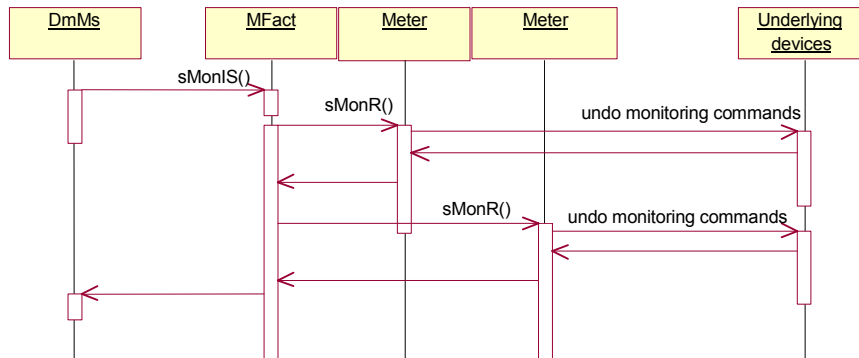 DmMs
MFact
Meter
Meter
Underlying
devices
sMonIS()
sMonR()
undo monitoring commands
sMonR()
undo monitoring commands